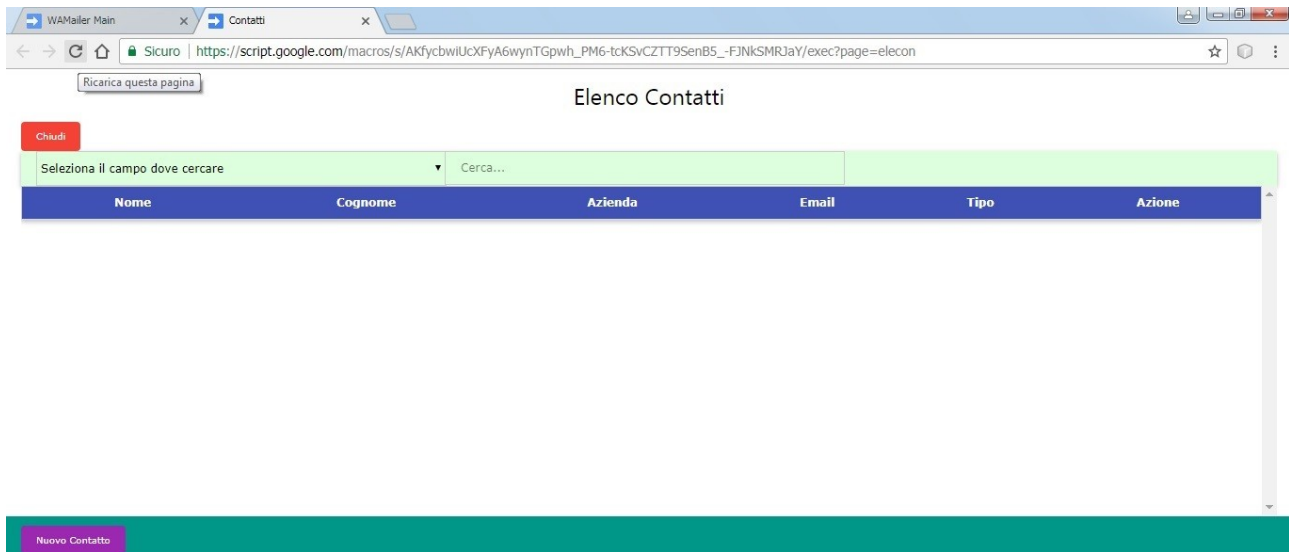 WAMailer Main
Contatti
Sicuro | https://script.google.com/macros/s/AKfycbwiUcXFyA6wynTGpwh_PM6-tcKSvCZTT9SenB5_-FJNkSMRJaY/exec?page=elecon
Ricarica questa pagina
Elenco Contatti
Chiudi
Seleziona il campo dove cercare Cerca...
Nome Cognome Azienda Email Tipo Azione
Nuovo Contatto